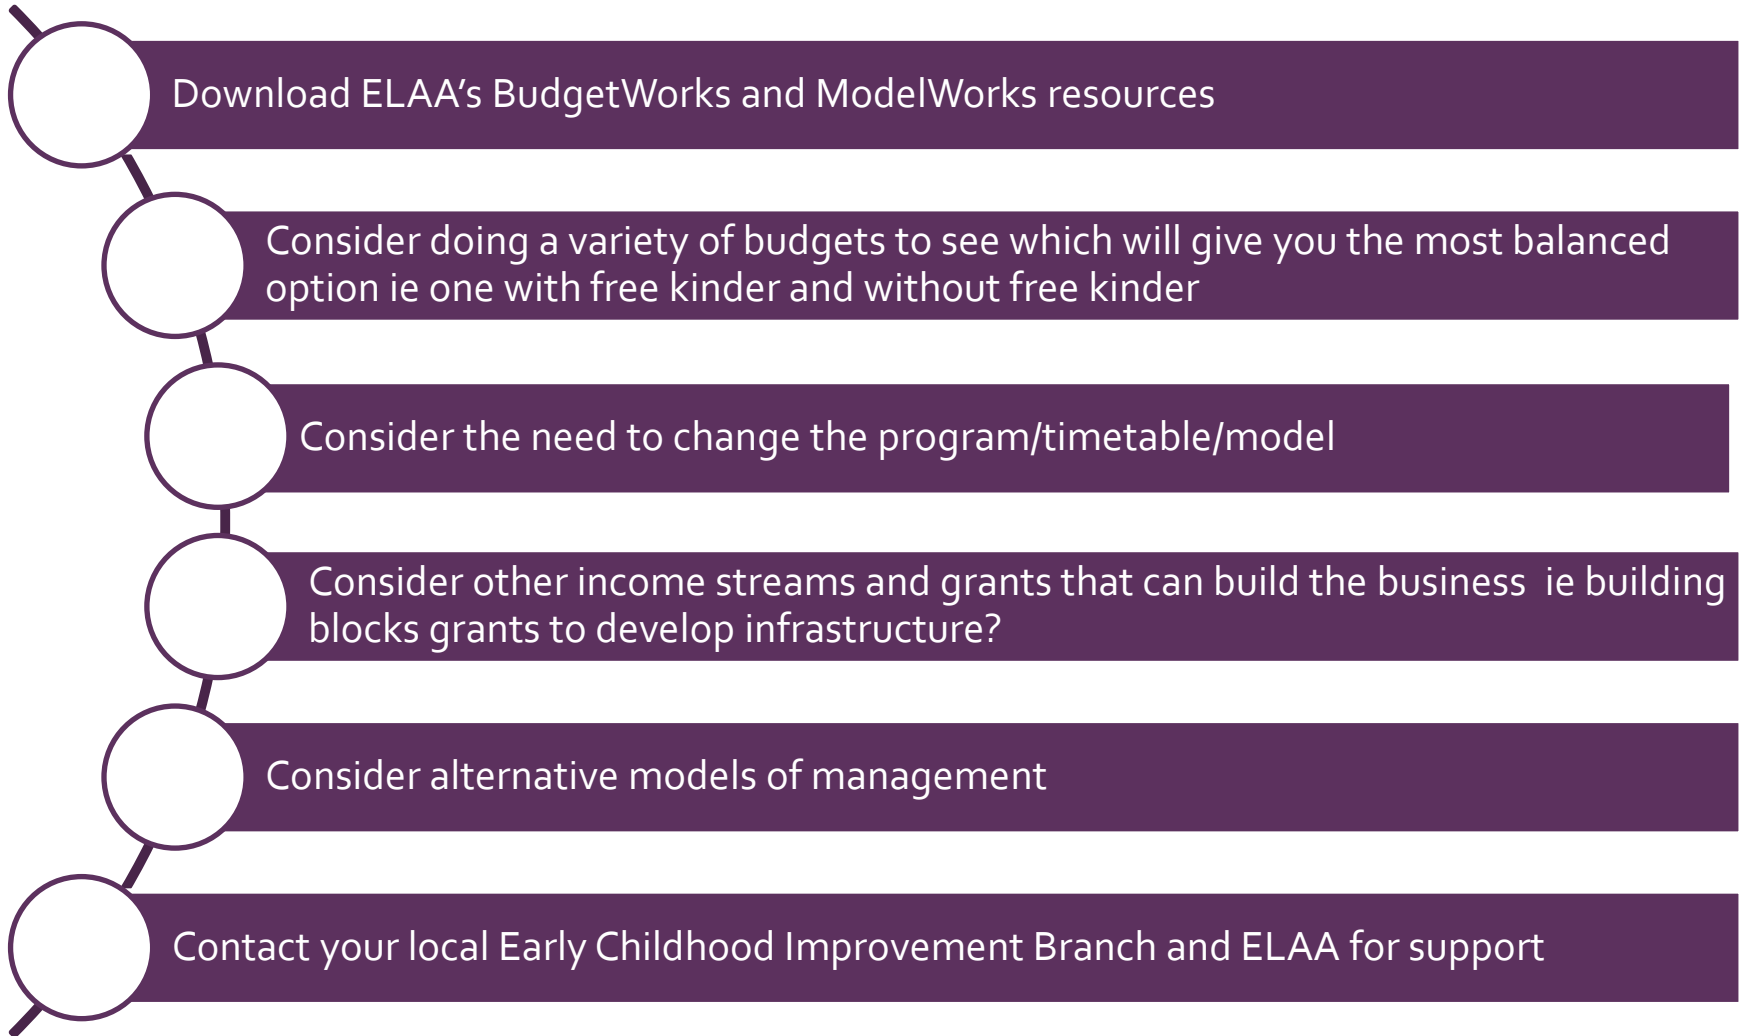 Download ELAA’s BudgetWorks and ModelWorks resources
Consider doing a variety of budgets to see which will give you the most balanced
option ie one with free kinder and without free kinder
Consider the need to change the program/timetable/model
Consider other income streams and grants that can build the business  ie building
blocks grants to develop infrastructure?
Consider alternative models of management
Contact your local Early Childhood Improvement Branch and ELAA for support